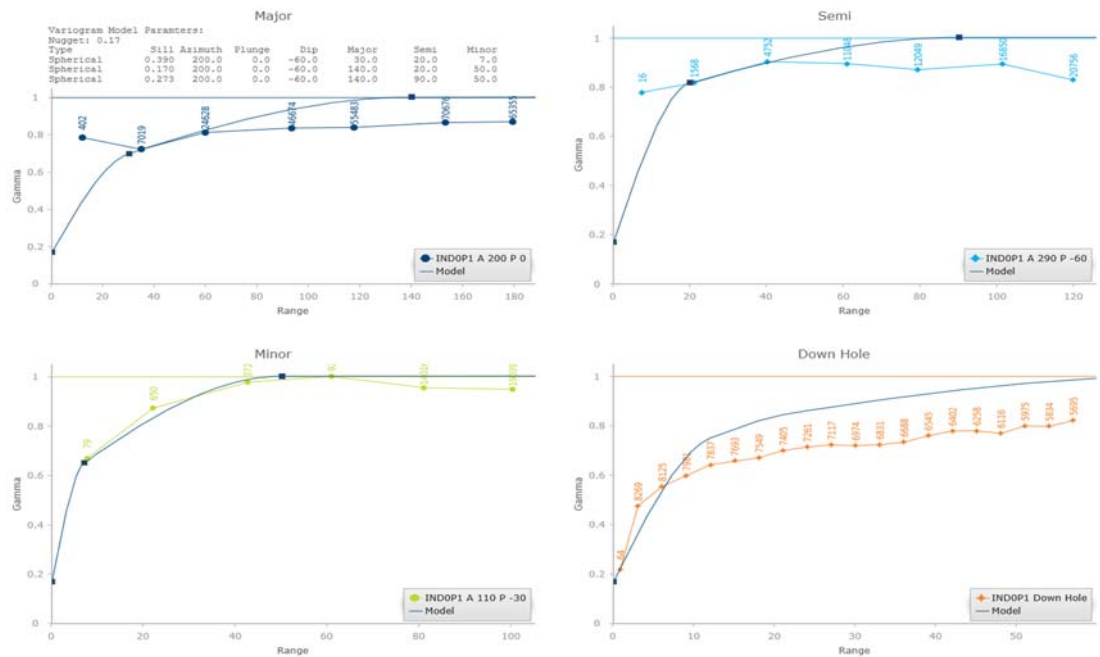 Major
Variogram Model Paramters:
Nugget: 0.17
Type Sill Azimuth Plunge Dip Major Semi Minor
Spherical 0.390 200.0 0.0 -60.0 30.0 20.0 7.0
Spherical 0.170 200.0 0.0 -60.0 140.0 20.0 50.0
Spherical 0.273 200.0 0.0 -60.0 140.0 90.0 50.0
1
0.8
0.6
0.4
0.2
0
Gamma
402
7019
24628
46674
55483
70676
65355
IND0P1 A 200 P 0
Model
0 20 40 60 80 100 120 140 160 180
Range
Semi
1
0.8
0.6
0.4
0.2
0
Gamma
16
1568
4752
11048
12049
16850
20756
IND0P1 A 290 P -60
Model
0 20 40 60 80 100 120
Range
Minor
1
0.8
0.6
0.4
0.2
0
Gamma
79
650
IND0P1 A 110 P -30
Model
0 20 40 60 80 100
Range
Down Hole
1
0.8
0.6
0.4
0.2
0
Gamma
64
8269
8125
7837
7693
7549
7405
7261
7117
6974
6831
6688
6545
6402
6258
6116
5975
5834
5695
IND0P1 Down Hole
Model
0 10 20 30 40 50
Range